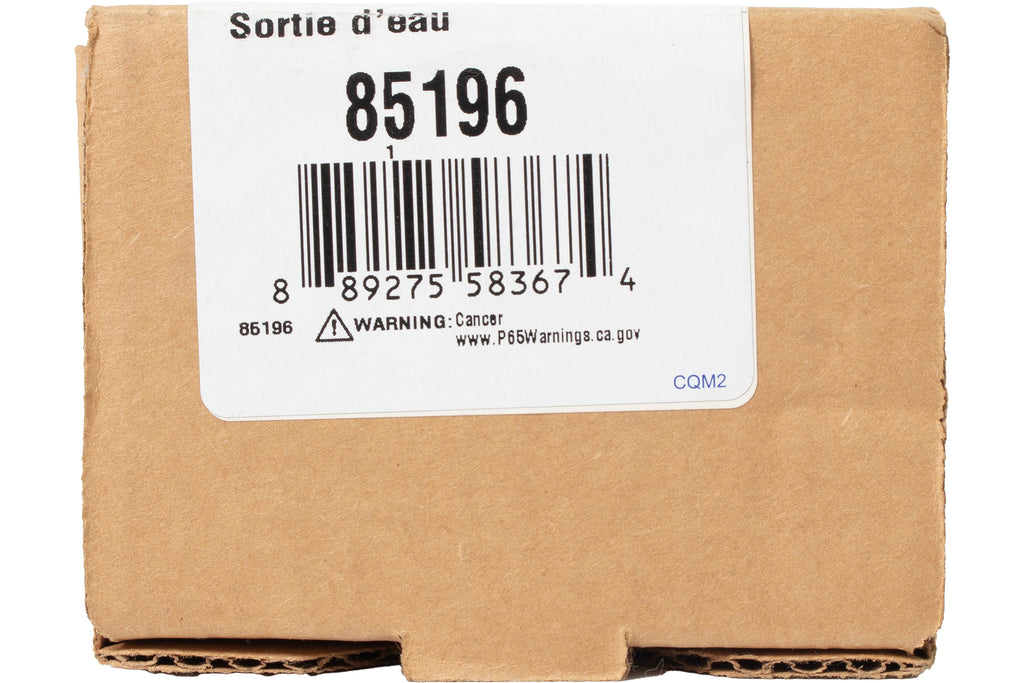 Sortie d'eau
85196
1
8 89275 58367 4
85196 WARNING: Cancer
www.P65Warnings.ca.gov
CQM2